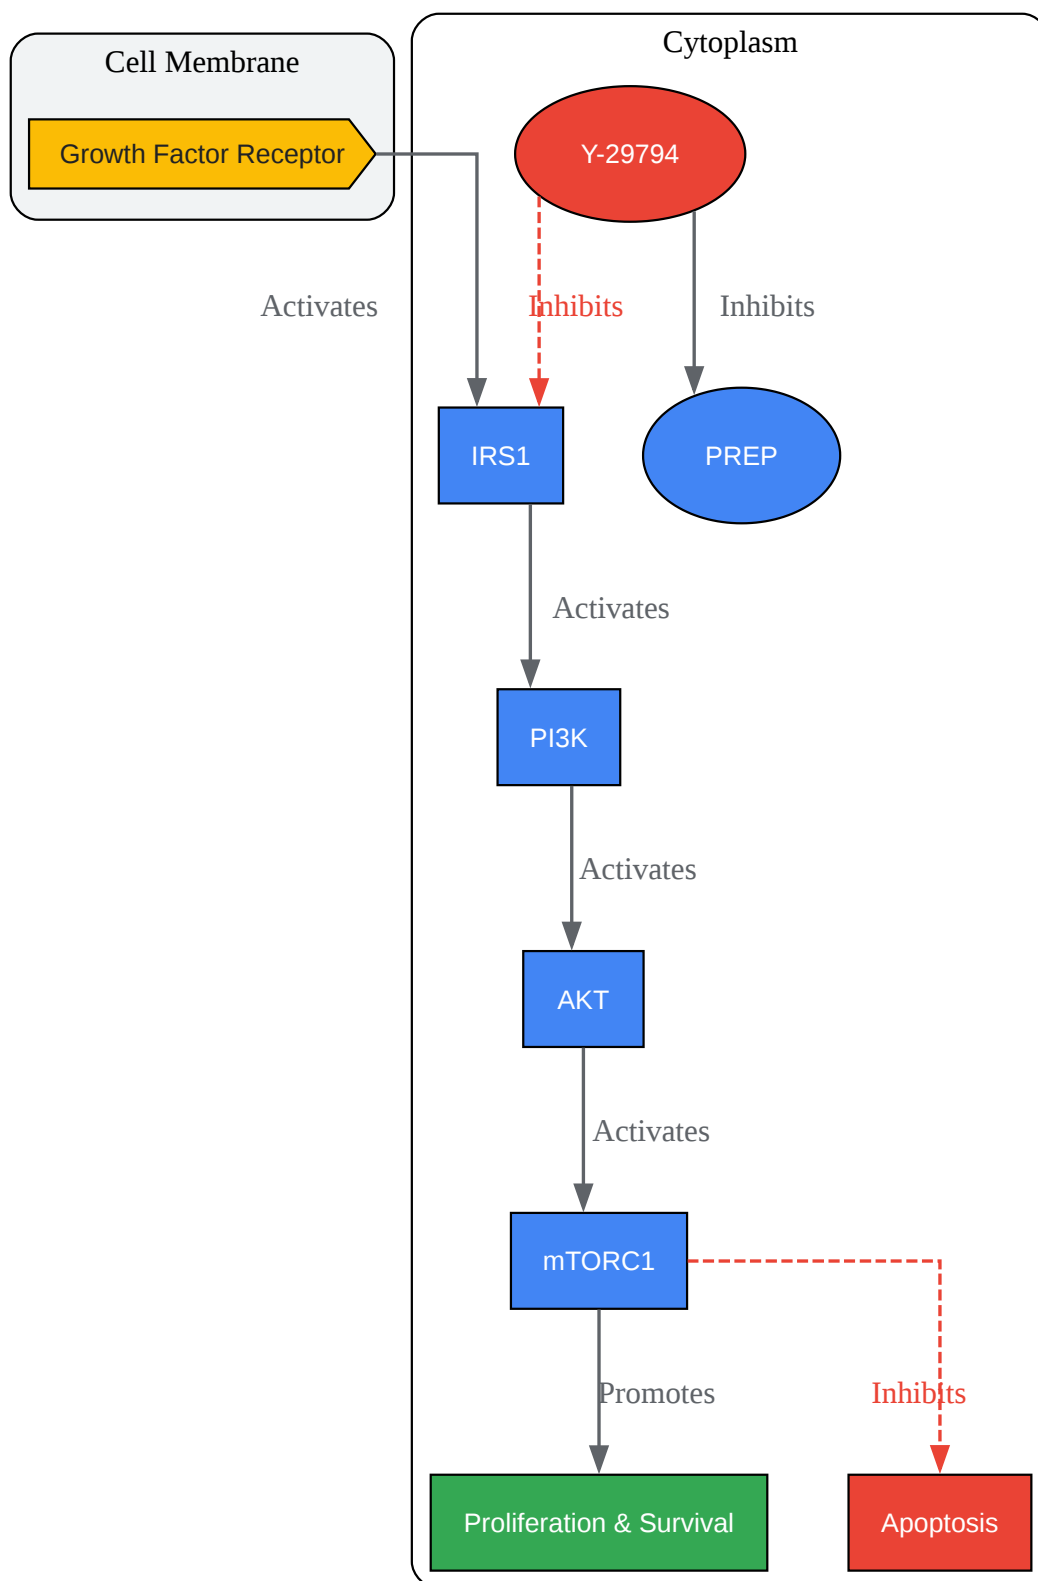 Cell Membrane
Cytoplasm
Growth Factor Receptor
Y-29794
Activates
Inhibits
Inhibits
IRS1
PREP
Activates
PI3K
Activates
AKT
Activates
mTORC1
Promotes
Inhibits
Proliferation & Survival
Apoptosis